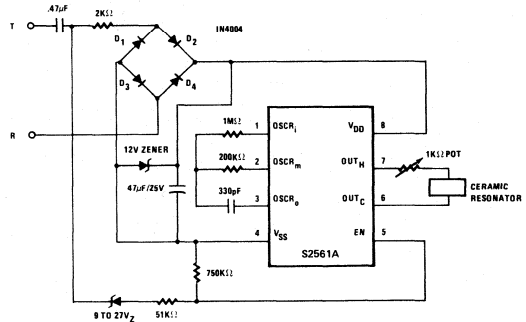 .47µF
T
2KΩ
IN4004
D1
D2
D3
D4
R
12V ZENER
47µF/25V
1MΩ
200KΩ
330pF
1
2
3
4
OSCRi
OSCRm
OSCRo
VSS
VDD
OUTH
OUTC
EN
8
7
6
5
S2561A
1KΩ POT
CERAMIC
RESONATOR
750KΩ
9 TO 27VZ
51KΩ